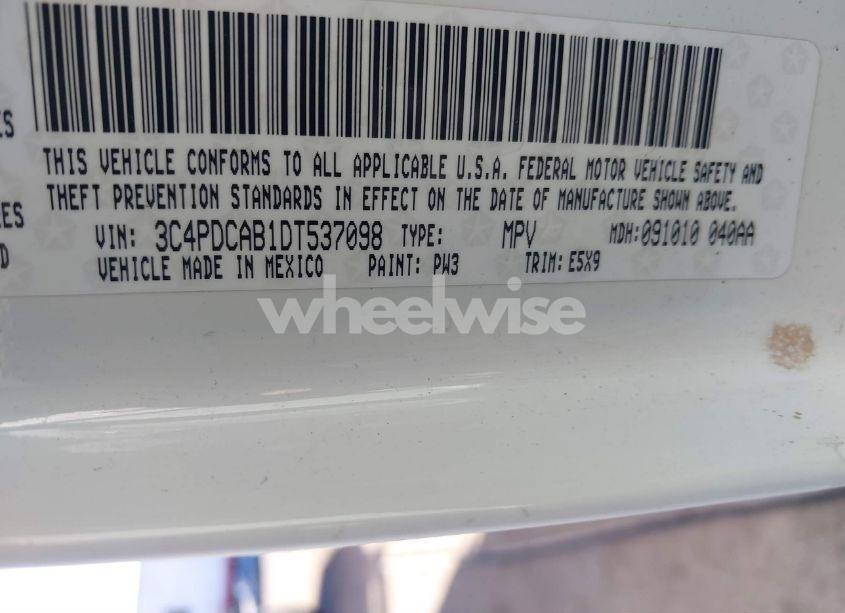 ES
THIS VEHICLE CONFORMS TO ALL APPLICABLE U.S.A. FEDERAL MOTOR VEHICLE SAFETY AND
THEFT PREVENTION STANDARDS IN EFFECT ON THE DATE OF MANUFACTURE SHOWN ABOVE.
LES
VIN: 3C4PDCAB1DT537098 TYPE: MPV MDH:091010 040AA
D
VEHICLE MADE IN MEXICO PAINT: PW3 TRIM: E5X9
wheelwise